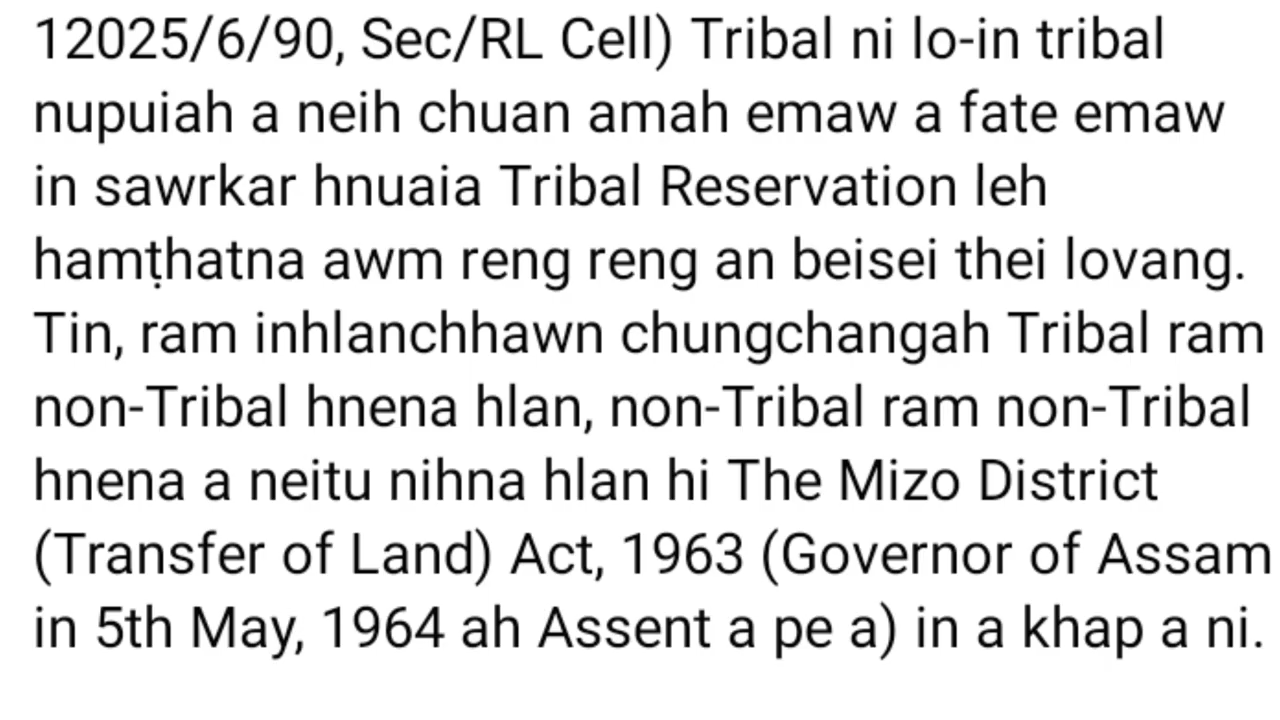 12025/6/90, Sec/RL Cell) Tribal ni lo-in tribal
nupuiah a neih chuan amah emaw a fate emaw
in sawrkar hnuaia Tribal Reservation leh
hamṭhatna awm reng reng an beisei thei lovang.
Tin, ram inhlanchhawn chungchangah Tribal ram
non-Tribal hnena hlan, non-Tribal ram non-Tribal
hnena a neitu nihna hlan hi The Mizo District
(Transfer of Land) Act, 1963 (Governor of Assam
in 5th May, 1964 ah Assent a pe a) in a khap a ni.